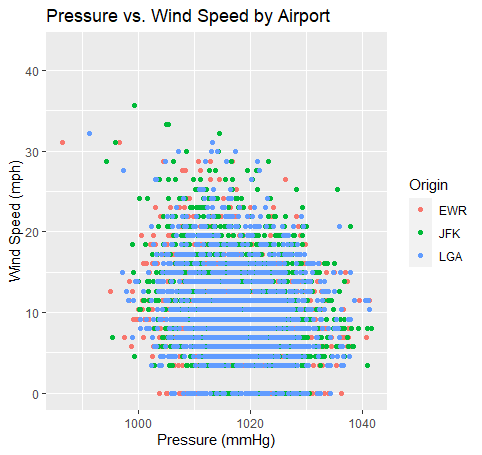 Pressure vs. Wind Speed by Airport
Wind Speed (mph)
40
30
20
10
0
1000 1020 1040
Pressure (mmHg)
Origin
EWR
JFK
LGA